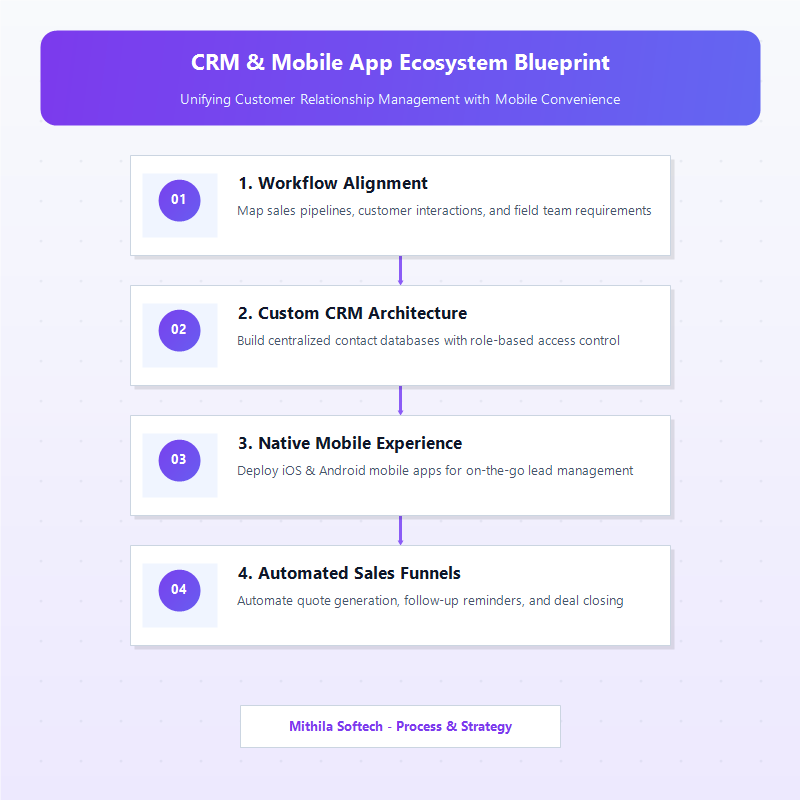 CRM & Mobile App Ecosystem Blueprint
Unifying Customer Relationship Management with Mobile Convenience
01
1. Workflow Alignment
Map sales pipelines, customer interactions, and field team requirements
02
2. Custom CRM Architecture
Build centralized contact databases with role-based access control
03
3. Native Mobile Experience
Deploy iOS & Android mobile apps for on-the-go lead management
04
4. Automated Sales Funnels
Automate quote generation, follow-up reminders, and deal closing
Mithila Softech - Process & Strategy